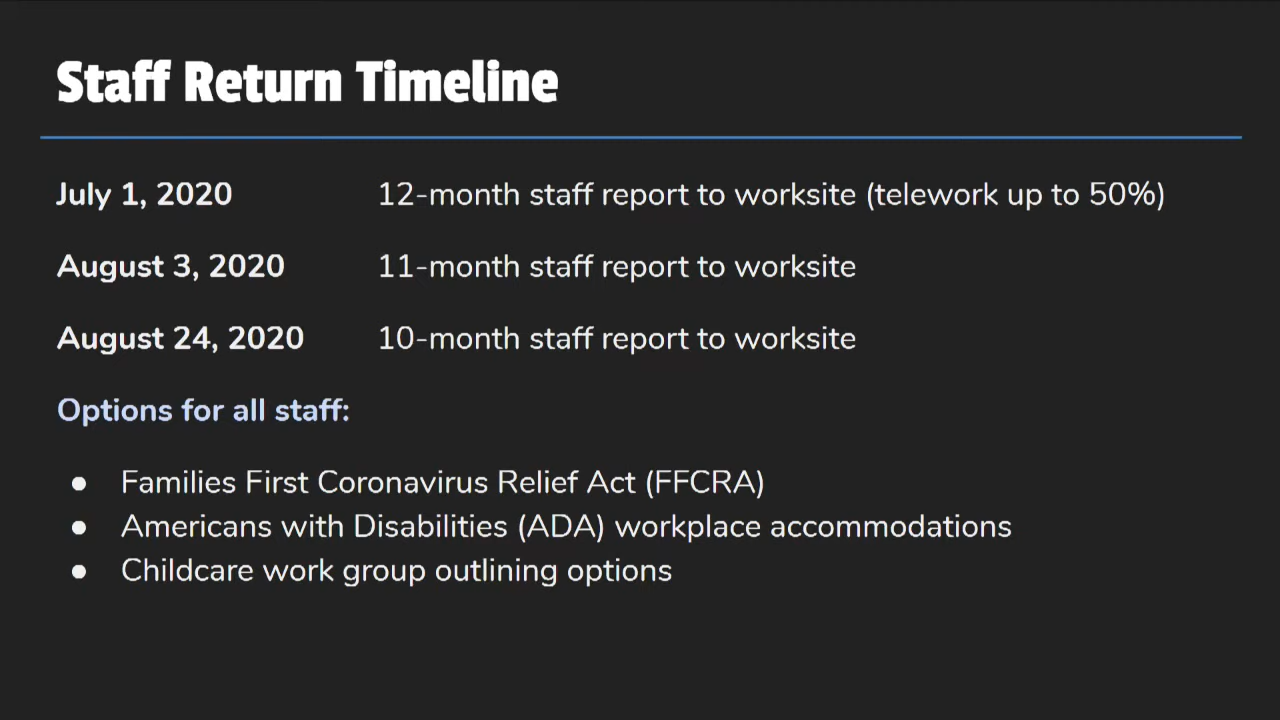 Staff Return Timeline
July 1, 2020 12-month staff report to worksite (telework up to 50%)
August 3, 2020 11-month staff report to worksite
August 24, 2020 10-month staff report to worksite
Options for all staff:
● Families First Coronavirus Relief Act (FFCRA)
● Americans with Disabilities (ADA) workplace accommodations
● Childcare work group outlining options